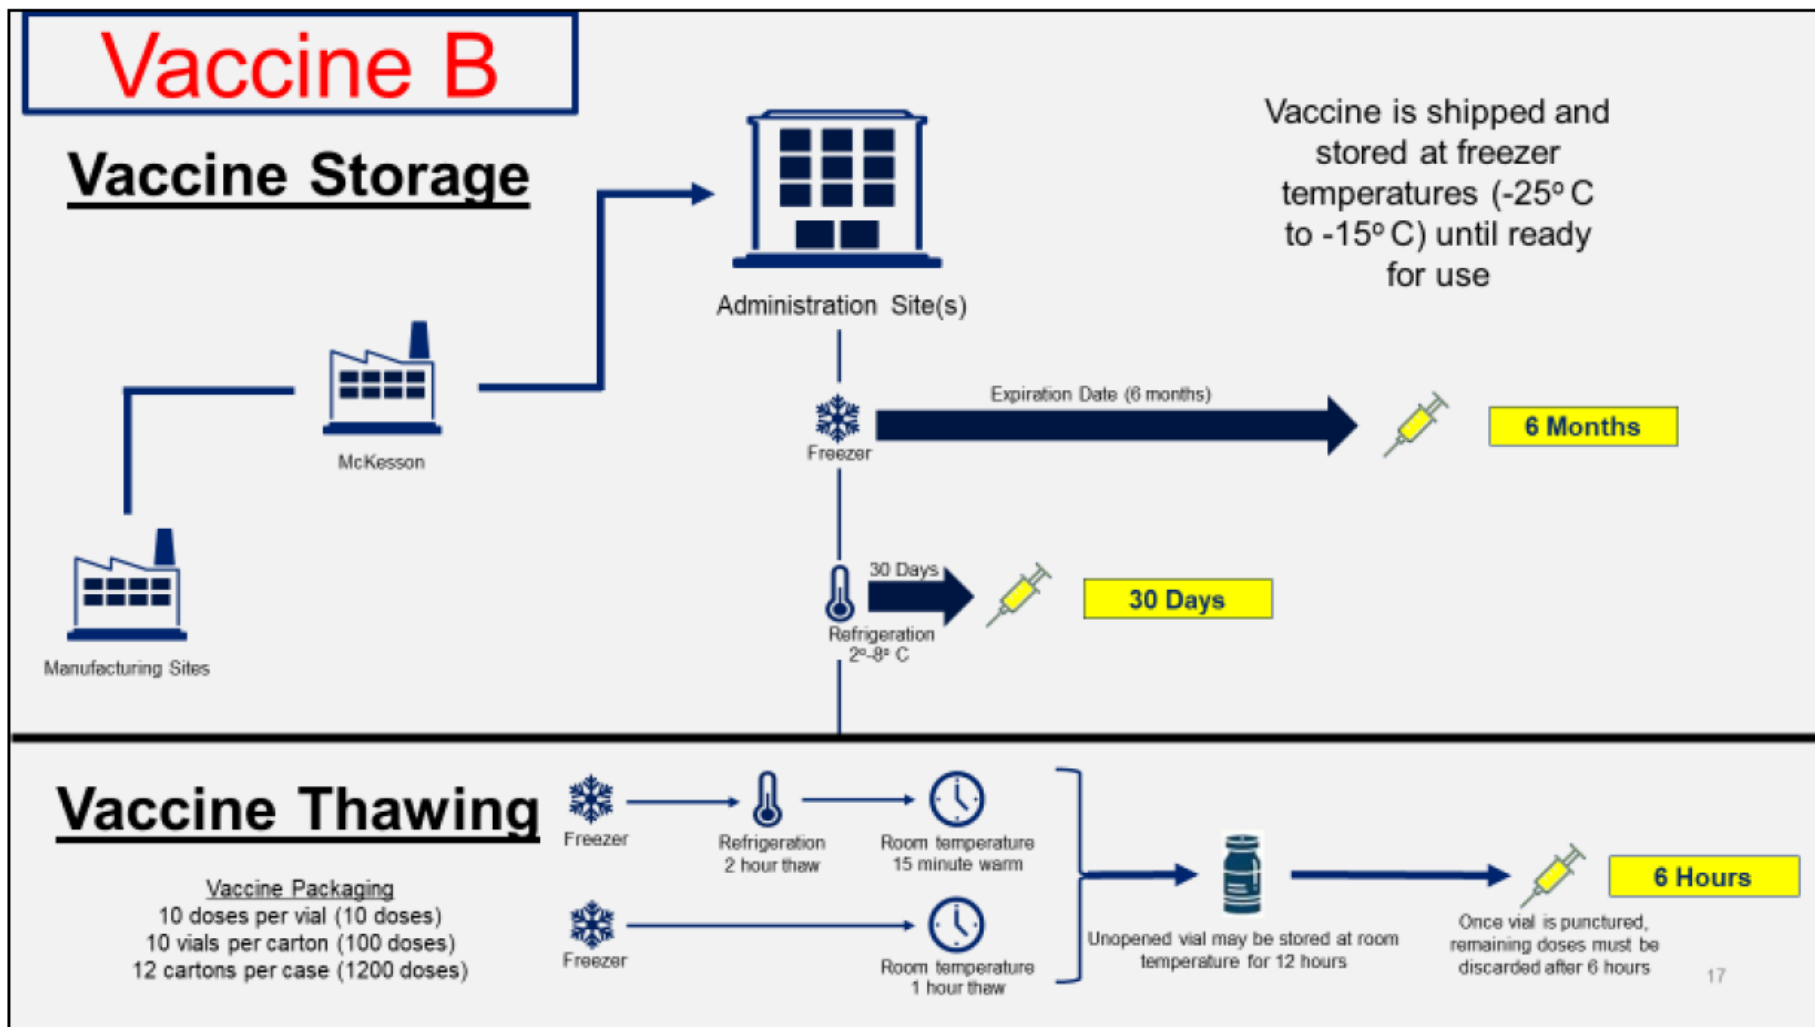 Vaccine B
Vaccine Storage
Vaccine is shipped and
stored at freezer
temperatures (-25º C
to -15º C) until ready
for use
Administration Site(s)
McKesson
Manufacturing Sites
Expiration Date (6 months)
Freezer
6 Months
30 Days
Refrigeration
2º-8º C
30 Days
Vaccine Thawing
Vaccine Packaging
10 doses per vial (10 doses)
10 vials per carton (100 doses)
12 cartons per case (1200 doses)
Freezer
Refrigeration
2 hour thaw
Room temperature
15 minute warm
Freezer
Room temperature
1 hour thaw
Unopened vial may be stored at room
temperature for 12 hours
6 Hours
Once vial is punctured,
remaining doses must be
discarded after 6 hours
17